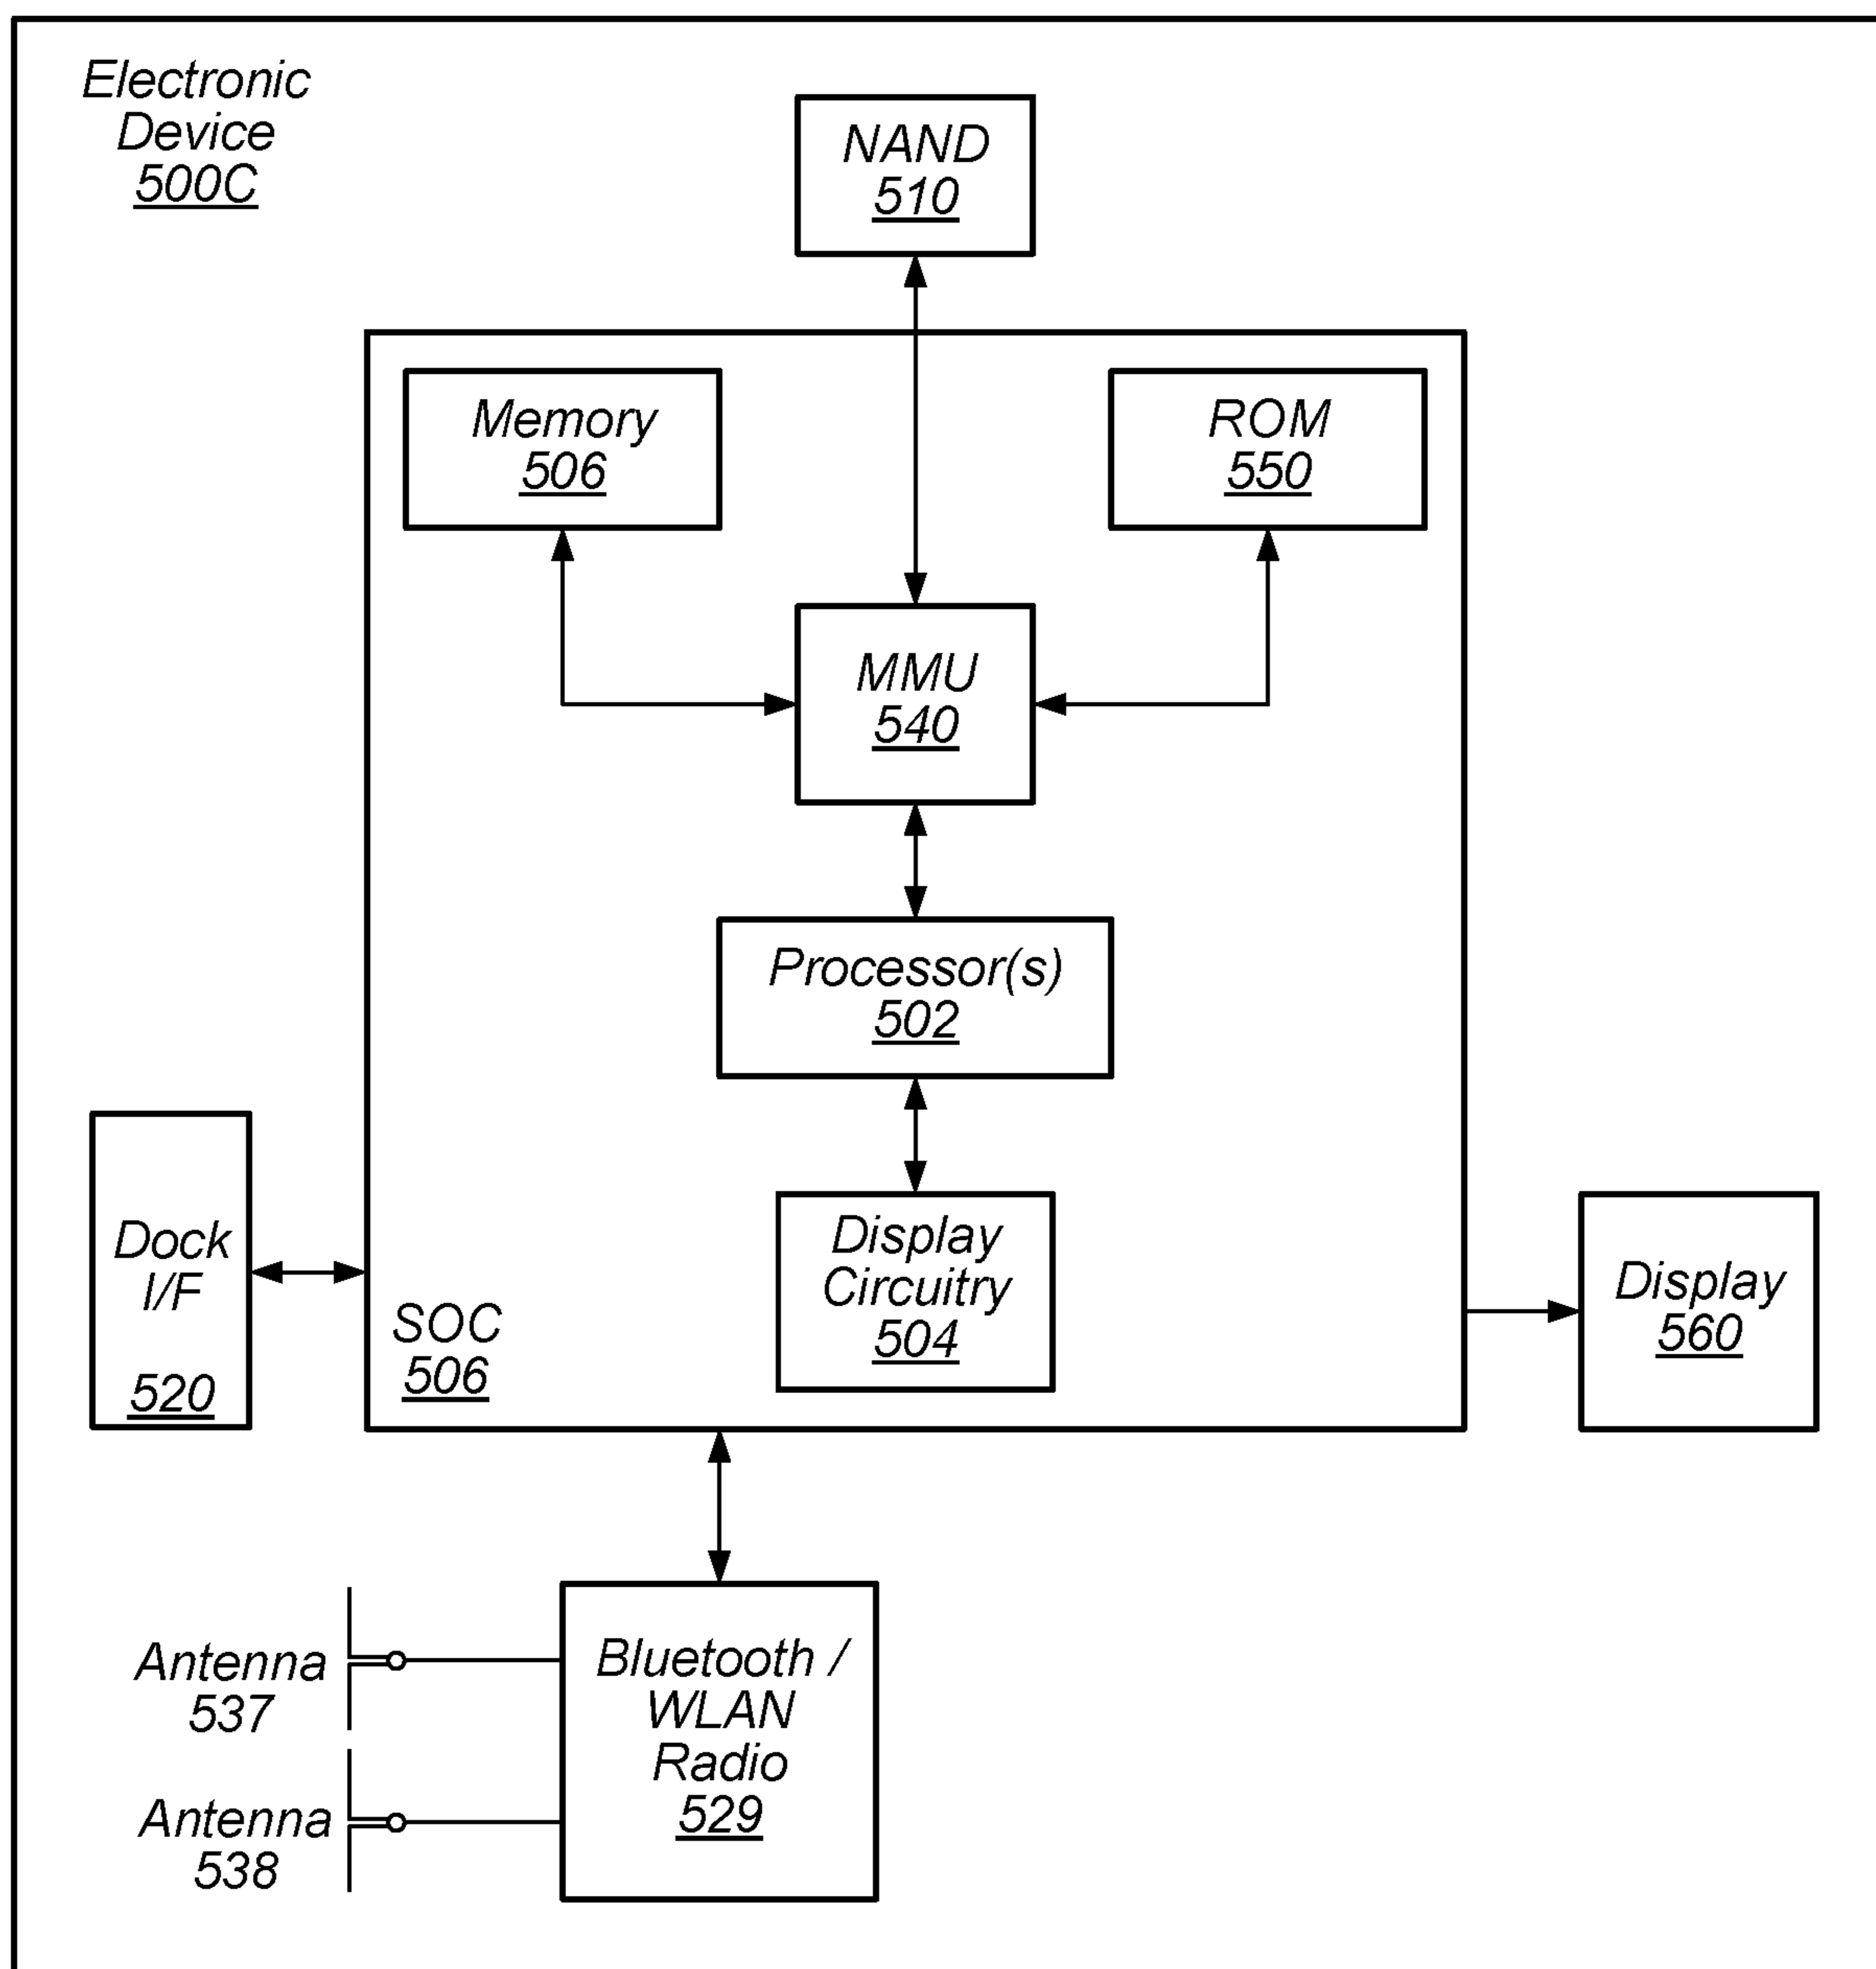 Electronic
Device
500C
NAND
510
Memory
506
ROM
550
MMU
540
Processor(s)
502
Dock
I/F
520
SOC
506
Display
Circuitry
504
Display
560
Antenna
537
Antenna
538
Bluetooth /
WLAN
Radio
529